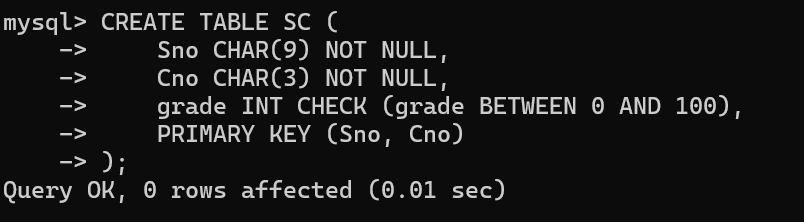 mysql> CREATE TABLE SC (
    ->     Sno CHAR(9) NOT NULL,
    ->     Cno CHAR(3) NOT NULL,
    ->     grade INT CHECK (grade BETWEEN 0 AND 100),
    ->     PRIMARY KEY (Sno, Cno)
    -> );
Query OK, 0 rows affected (0.01 sec)